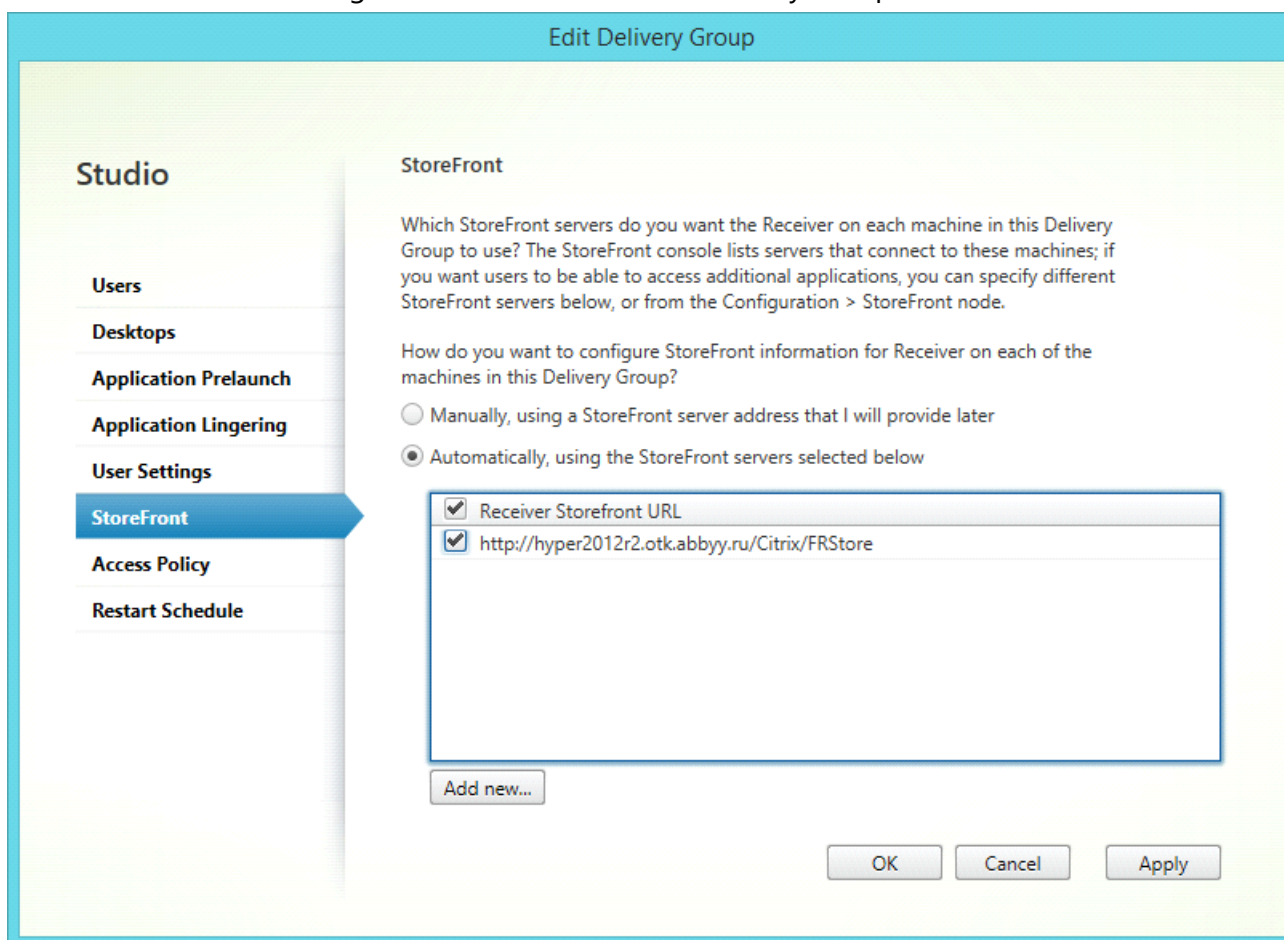 Edit Delivery Group
Studio
Users
Desktops
Application Prelaunch
Application Lingering
User Settings
StoreFront
Access Policy
Restart Schedule
StoreFront
Which StoreFront servers do you want the Receiver on each machine in this Delivery
Group to use? The StoreFront console lists servers that connect to these machines; if
you want users to be able to access additional applications, you can specify different
StoreFront servers below, or from the Configuration > StoreFront node.
How do you want to configure StoreFront information for Receiver on each of the
machines in this Delivery Group?
Manually, using a StoreFront server address that I will provide later
Automatically, using the StoreFront servers selected below
Receiver Storefront URL
http://hyper2012r2.otk.abbyy.ru/Citrix/FRStore
Add new...
OK
Cancel
Apply